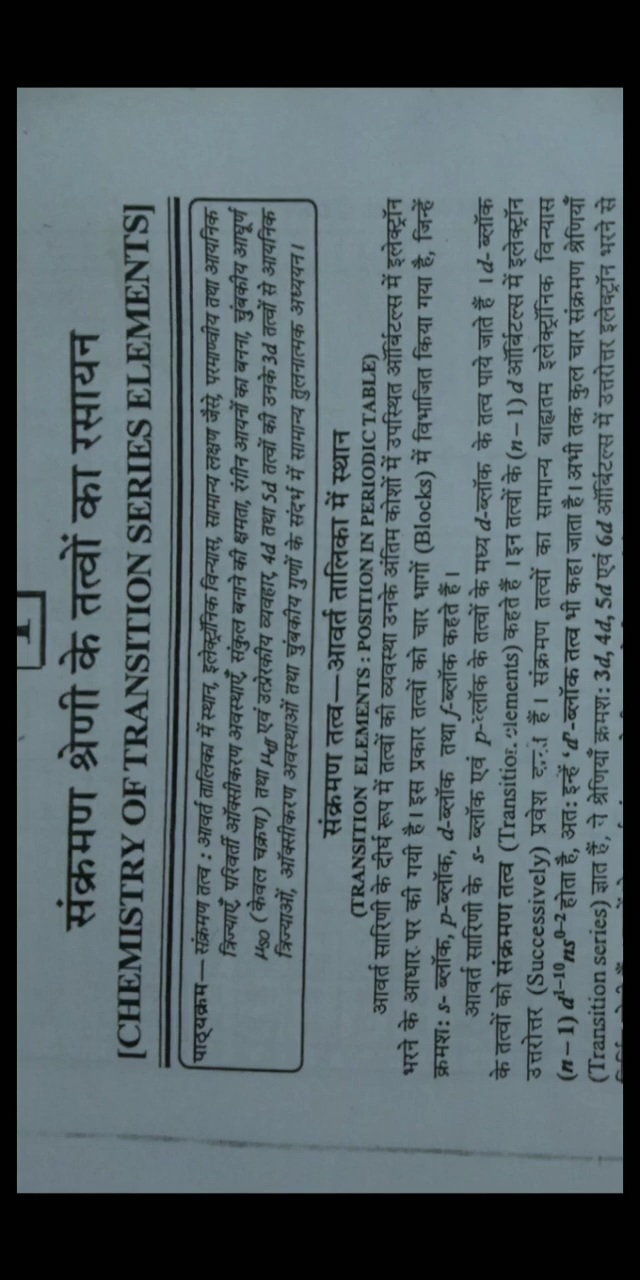 1
संक्रमण श्रेणी के तत्वों का रसायन
[CHEMISTRY OF TRANSITION SERIES ELEMENTS]
पाठ्यक्रम— संक्रमण तत्व : आवर्त तालिका में स्थान, इलेक्ट्रॉनिक विन्यास, सामान्य लक्षण जैसे, परमाण्वीय तथा आयनिक
त्रिज्याएँ, परिवर्ती ऑक्सीकरण अवस्थाएँ, संकुल बनाने की क्षमता, रंगीन आयनों का बनना, चुम्बकीय आघूर्ण
μso (केवल चक्रण) तथा μeff एवं उत्प्रेरकीय व्यवहार, 4d तथा 5d तत्वों की उनके 3d तत्वों से आयनिक
त्रिज्याओं, ऑक्सीकरण अवस्थाओं तथा चुम्बकीय गुणों के संदर्भ में सामान्य तुलनात्मक अध्ययन।
संक्रमण तत्व—आवर्त तालिका में स्थान
(TRANSITION ELEMENTS : POSITION IN PERIODIC TABLE)
आवर्त सारिणी के दीर्घ रूप में तत्वों की व्यवस्था उनके अंतिम कोशों में उपस्थित ऑर्बिटल्स में इलेक्ट्रॉन
भरने के आधार पर की गयी है। इस प्रकार तत्वों को चार भागों (Blocks) में विभाजित किया गया है, जिन्हें
क्रमश: s- ब्लॉक, p-ब्लॉक, d-ब्लॉक तथा f-ब्लॉक कहते हैं।
आवर्त सारिणी के s- ब्लॉक एवं p-ब्लॉक के तत्वों के मध्य d-ब्लॉक के तत्व पाये जाते हैं । d- ब्लॉक
के तत्वों को संक्रमण तत्व (Transition elements) कहते हैं । इन तत्वों के (n – 1) d ऑर्बिटल्स में इलेक्ट्रॉन
उत्तरोत्तर (Successively) प्रवेश करते हैं । संक्रमण तत्वों का सामान्य बाह्यतम इलेक्ट्रॉनिक विन्यास
(n – 1) d¹⁻¹⁰, ns⁰⁻² होता है, अत: इन्हें 'd'-ब्लॉक तत्व भी कहा जाता है। अभी तक कुल चार संक्रमण श्रेणियाँ
(Transition series) ज्ञात हैं, ये श्रेणियाँ क्रमश: 3d, 4d, 5d एवं 6d ऑर्बिटल्स में उत्तरोत्तर इलेक्ट्रॉन भरने से